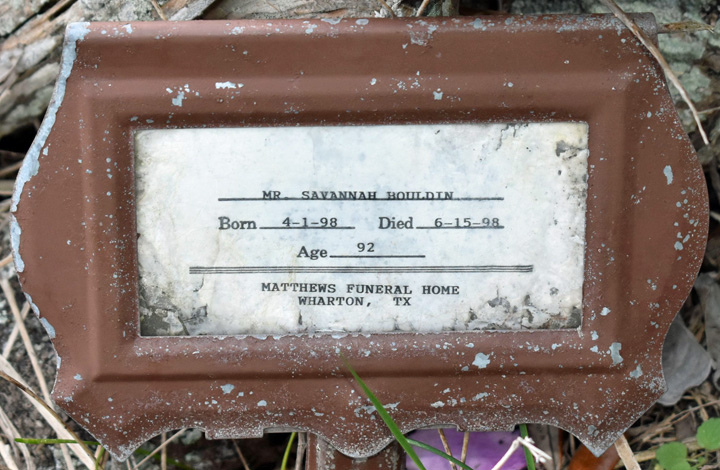 MR. SAVANNAH BOULDIN
Born 4-1-98 Died 6-15-98
Age 92
MATTHEWS FUNERAL HOME
WHARTON, TX